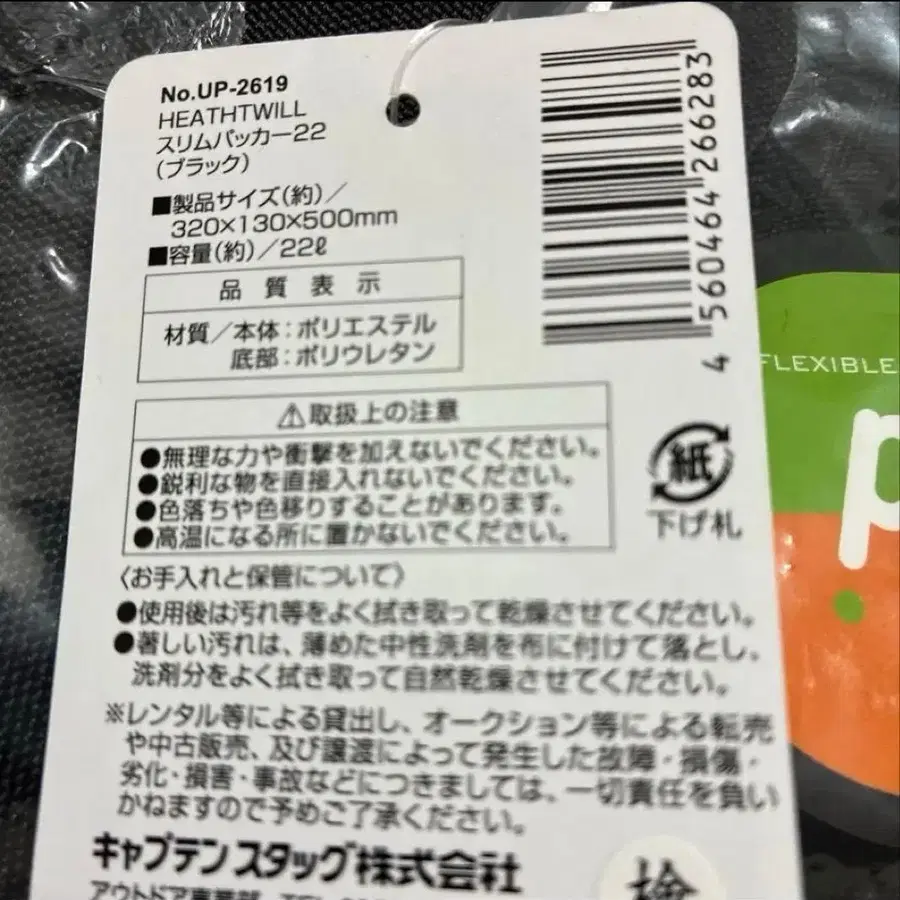 No.UP-2619
HEATHTWILL
スリムパッカー22
(ブラック)
■製品サイズ(約)/
320×130×500mm
■容量(約)/22ℓ
品質表示
材質/本体:ポリエステル
底部:ポリウレタン
⚠取扱上の注意
●無理な力や衝撃を加えないでください。
●鋭利な物を直接入れないでください。
●色落ちや色移りすることがあります。
●高温になる所に置かないでください。
〈お手入れと保管について〉
●使用後は汚れ等をよく拭き取って乾燥させてください。
●著しい汚れは、薄めた中性洗剤を布に付けて落とし、
洗剤分をよく拭き取って自然乾燥させてください。
※レンタル等による貸出し、オークション等による転売
や中古販売、及び譲渡によって発生した故障・損傷・
劣化・損害・事故などにつきましては、一切責任を負い
かねますので予めご了承ください。
キャプテンスタッグ株式会社
アウトドア事業部
4 560464 266283
紙
下げ札
検
FLEXIBLE
p